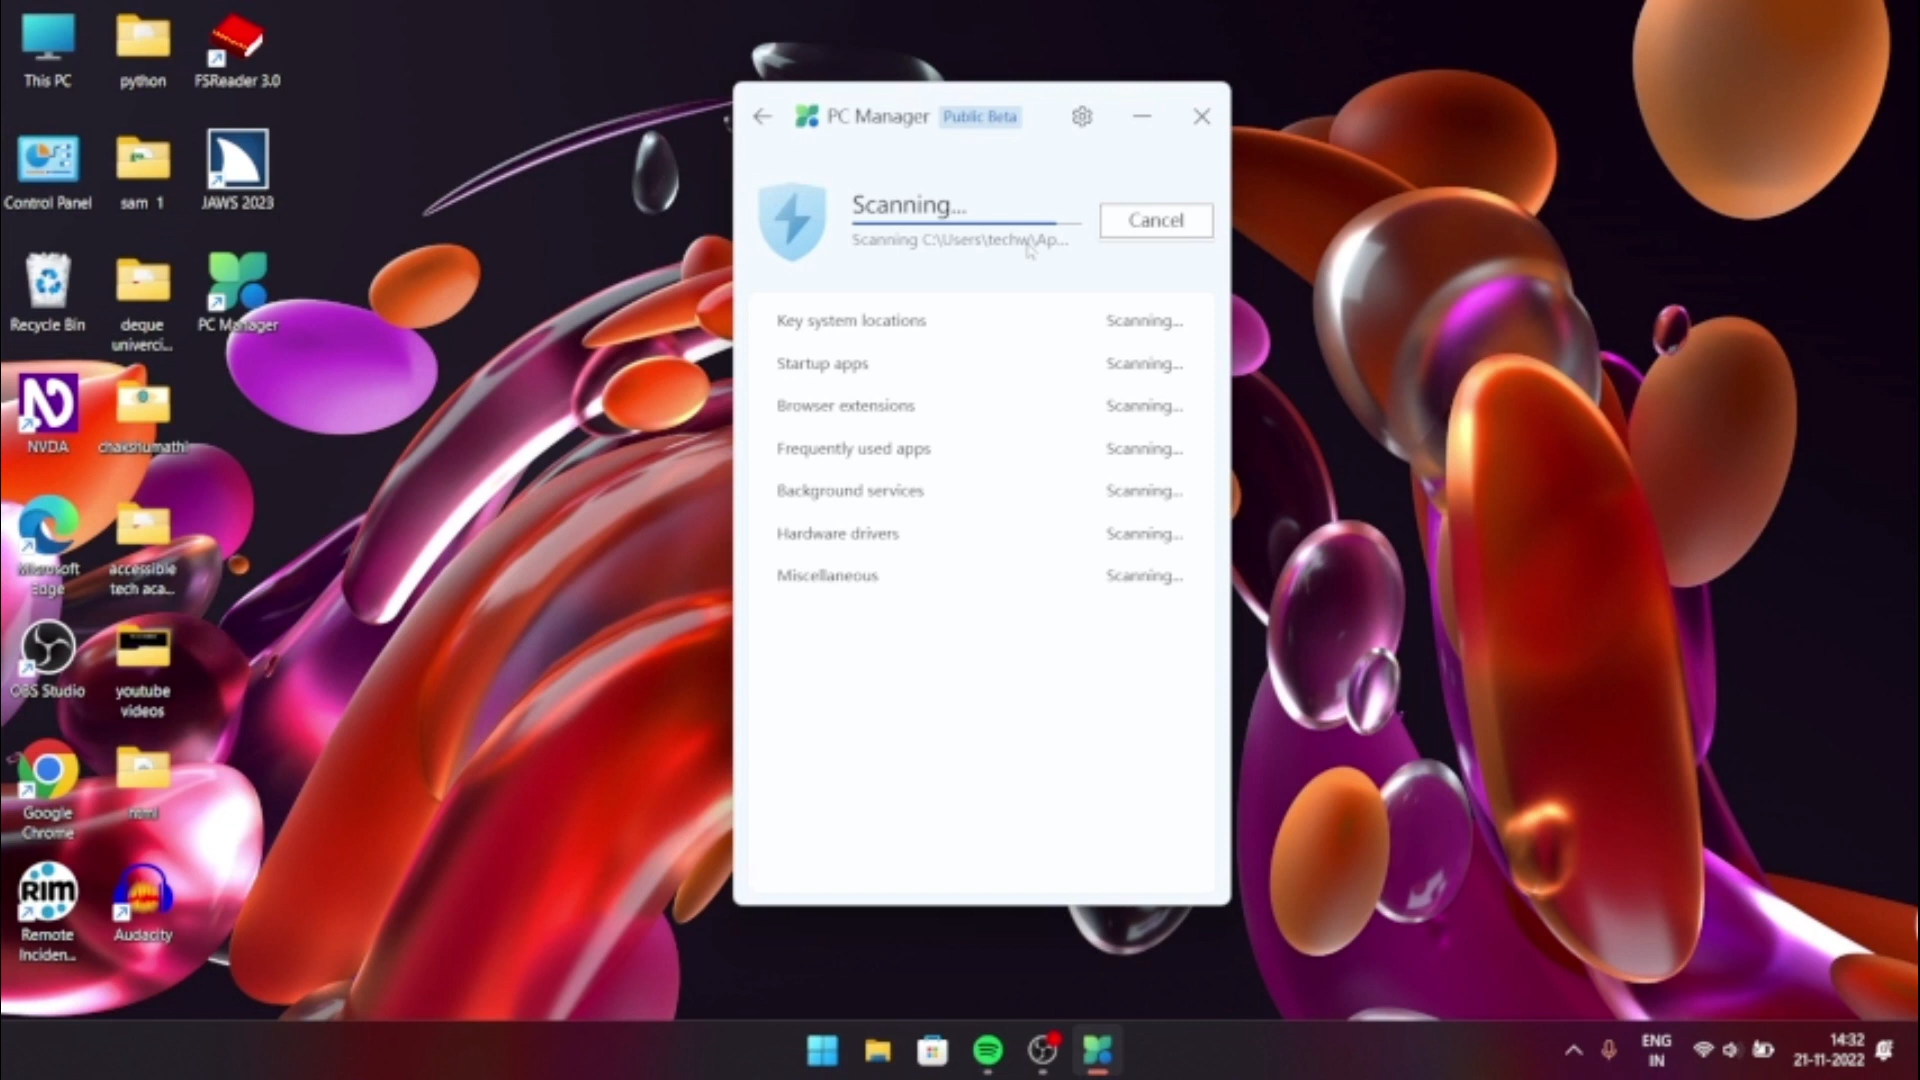 This PC
python
FSReader 3.0
Control Panel
sam 1
JAWS 2023
Recycle Bin
deque
univerci...
PC Manager
NVDA
chakshumathi
Microsoft
Edge
accessible
tech aca...
OBS Studio
youtube
videos
Google
Chrome
html
RIM
Remote
Inciden...
Audacity
PC Manager Public Beta
Scanning...
Scanning C:\Users\techw\Ap...
Cancel
Key system locations Scanning...
Startup apps Scanning...
Browser extensions Scanning...
Frequently used apps Scanning...
Background services Scanning...
Hardware drivers Scanning...
Miscellaneous Scanning...
ENG
IN
14:32
21-11-2022